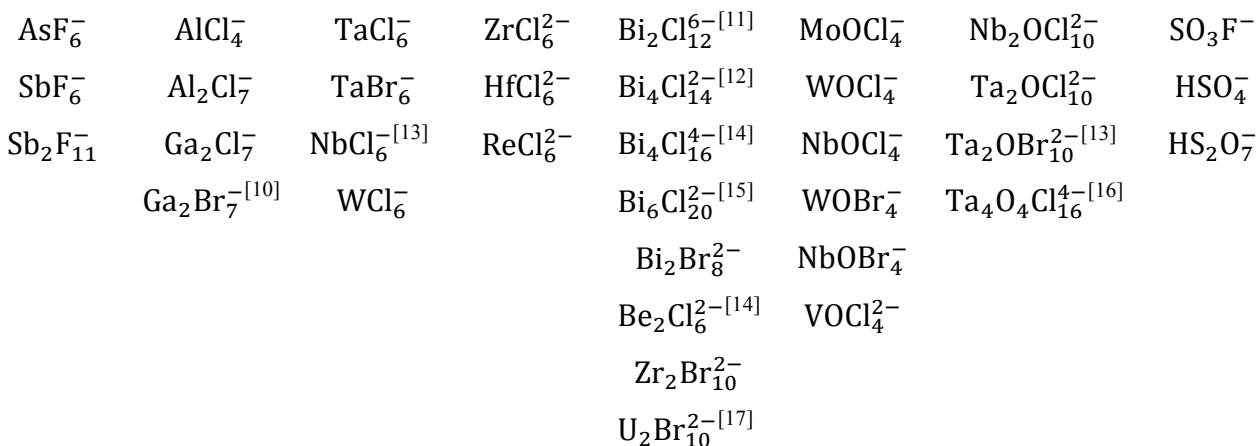 AsF₆⁻ AlCl₄⁻ TaCl₆⁻ ZrCl₆²⁻ Bi₂Cl₁₂⁶⁻[11] MoOCl₄⁻ Nb₂OCl₁₀²⁻ SO₃F⁻
SbF₆⁻ Al₂Cl₇⁻ TaBr₆⁻ HfCl₆²⁻ Bi₄Cl₁₄²⁻[12] WOCl₄⁻ Ta₂OCl₁₀²⁻ HSO₄⁻
Sb₂F₁₁⁻ Ga₂Cl₇⁻ NbCl₆⁻[13] ReCl₆²⁻ Bi₄Cl₁₆⁴⁻[14] NbOCl₄⁻ Ta₂OBr₁₀²⁻[13] HS₂O₇⁻
Ga₂Br₇⁻[10] WCl₆⁻ Bi₆Cl₂₀²⁻[15] WOBr₄⁻ Ta₄O₄Cl₁₆⁴⁻[16]
Bi₂Br₈²⁻ NbOBr₄⁻
Be₂Cl₆²⁻[14] VOCl₄²⁻
Zr₂Br₁₀²⁻
U₂Br₁₀²⁻[17]